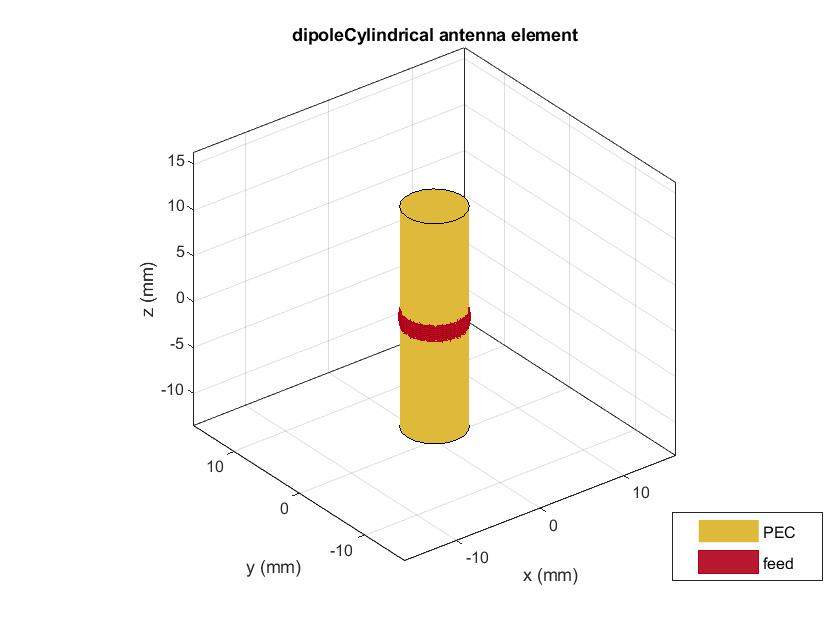 dipoleCylindrical antenna element
15
10
5
0
-5
-10
z (mm)
10
0
-10
y (mm)
-10
0
10
x (mm)
PEC
feed